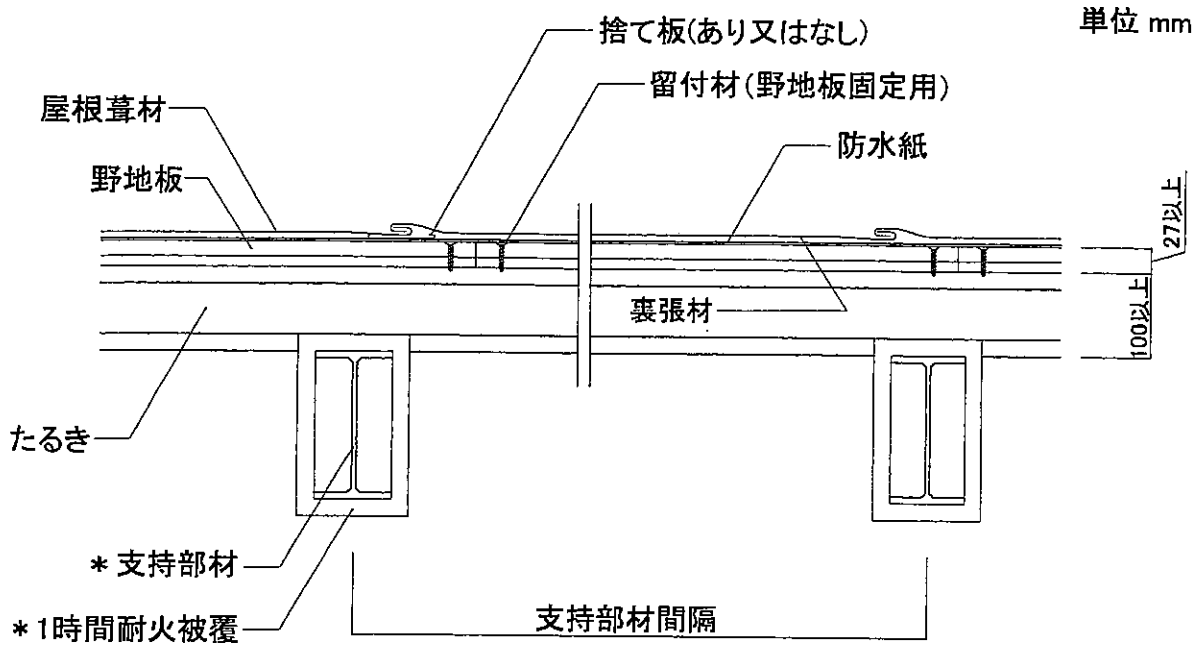 単位 mm
捨て板(あり又はなし)
留付材(野地板固定用)
屋根葺材
防水紙
野地板
27以上
裏張材
100以上
たるき
*支持部材
*1時間耐火被覆
支持部材間隔